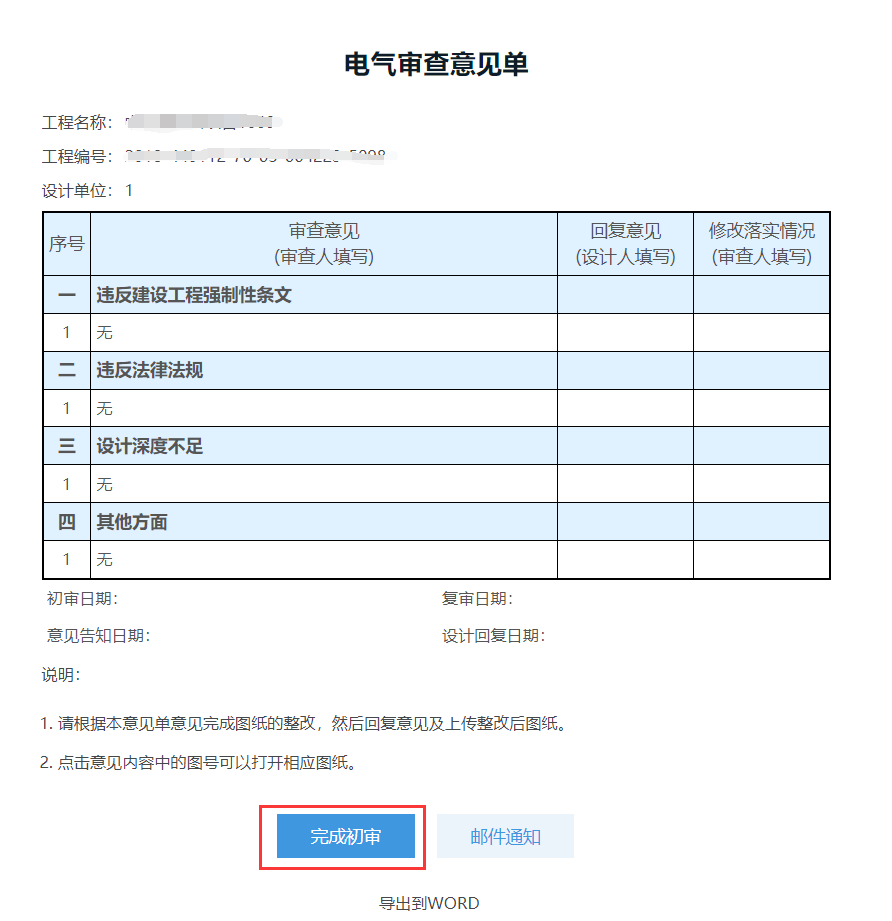 电气审查意见单
工程名称：
工程编号：
设计单位： 1
序号 审查意见 (审查人填写) 回复意见 (设计人填写) 修改落实情况 (审查人填写)
一 违反建设工程强制性条文
1 无
二 违反法律法规
1 无
三 设计深度不足
1 无
四 其他方面
1 无
初审日期： 复审日期：
意见告知日期： 设计回复日期：
说明：
1. 请根据本意见单意见完成图纸的整改，然后回复意见及上传整改后图纸。
2. 点击意见内容中的图号可以打开相应图纸。
完成初审 邮件通知
导出到WORD